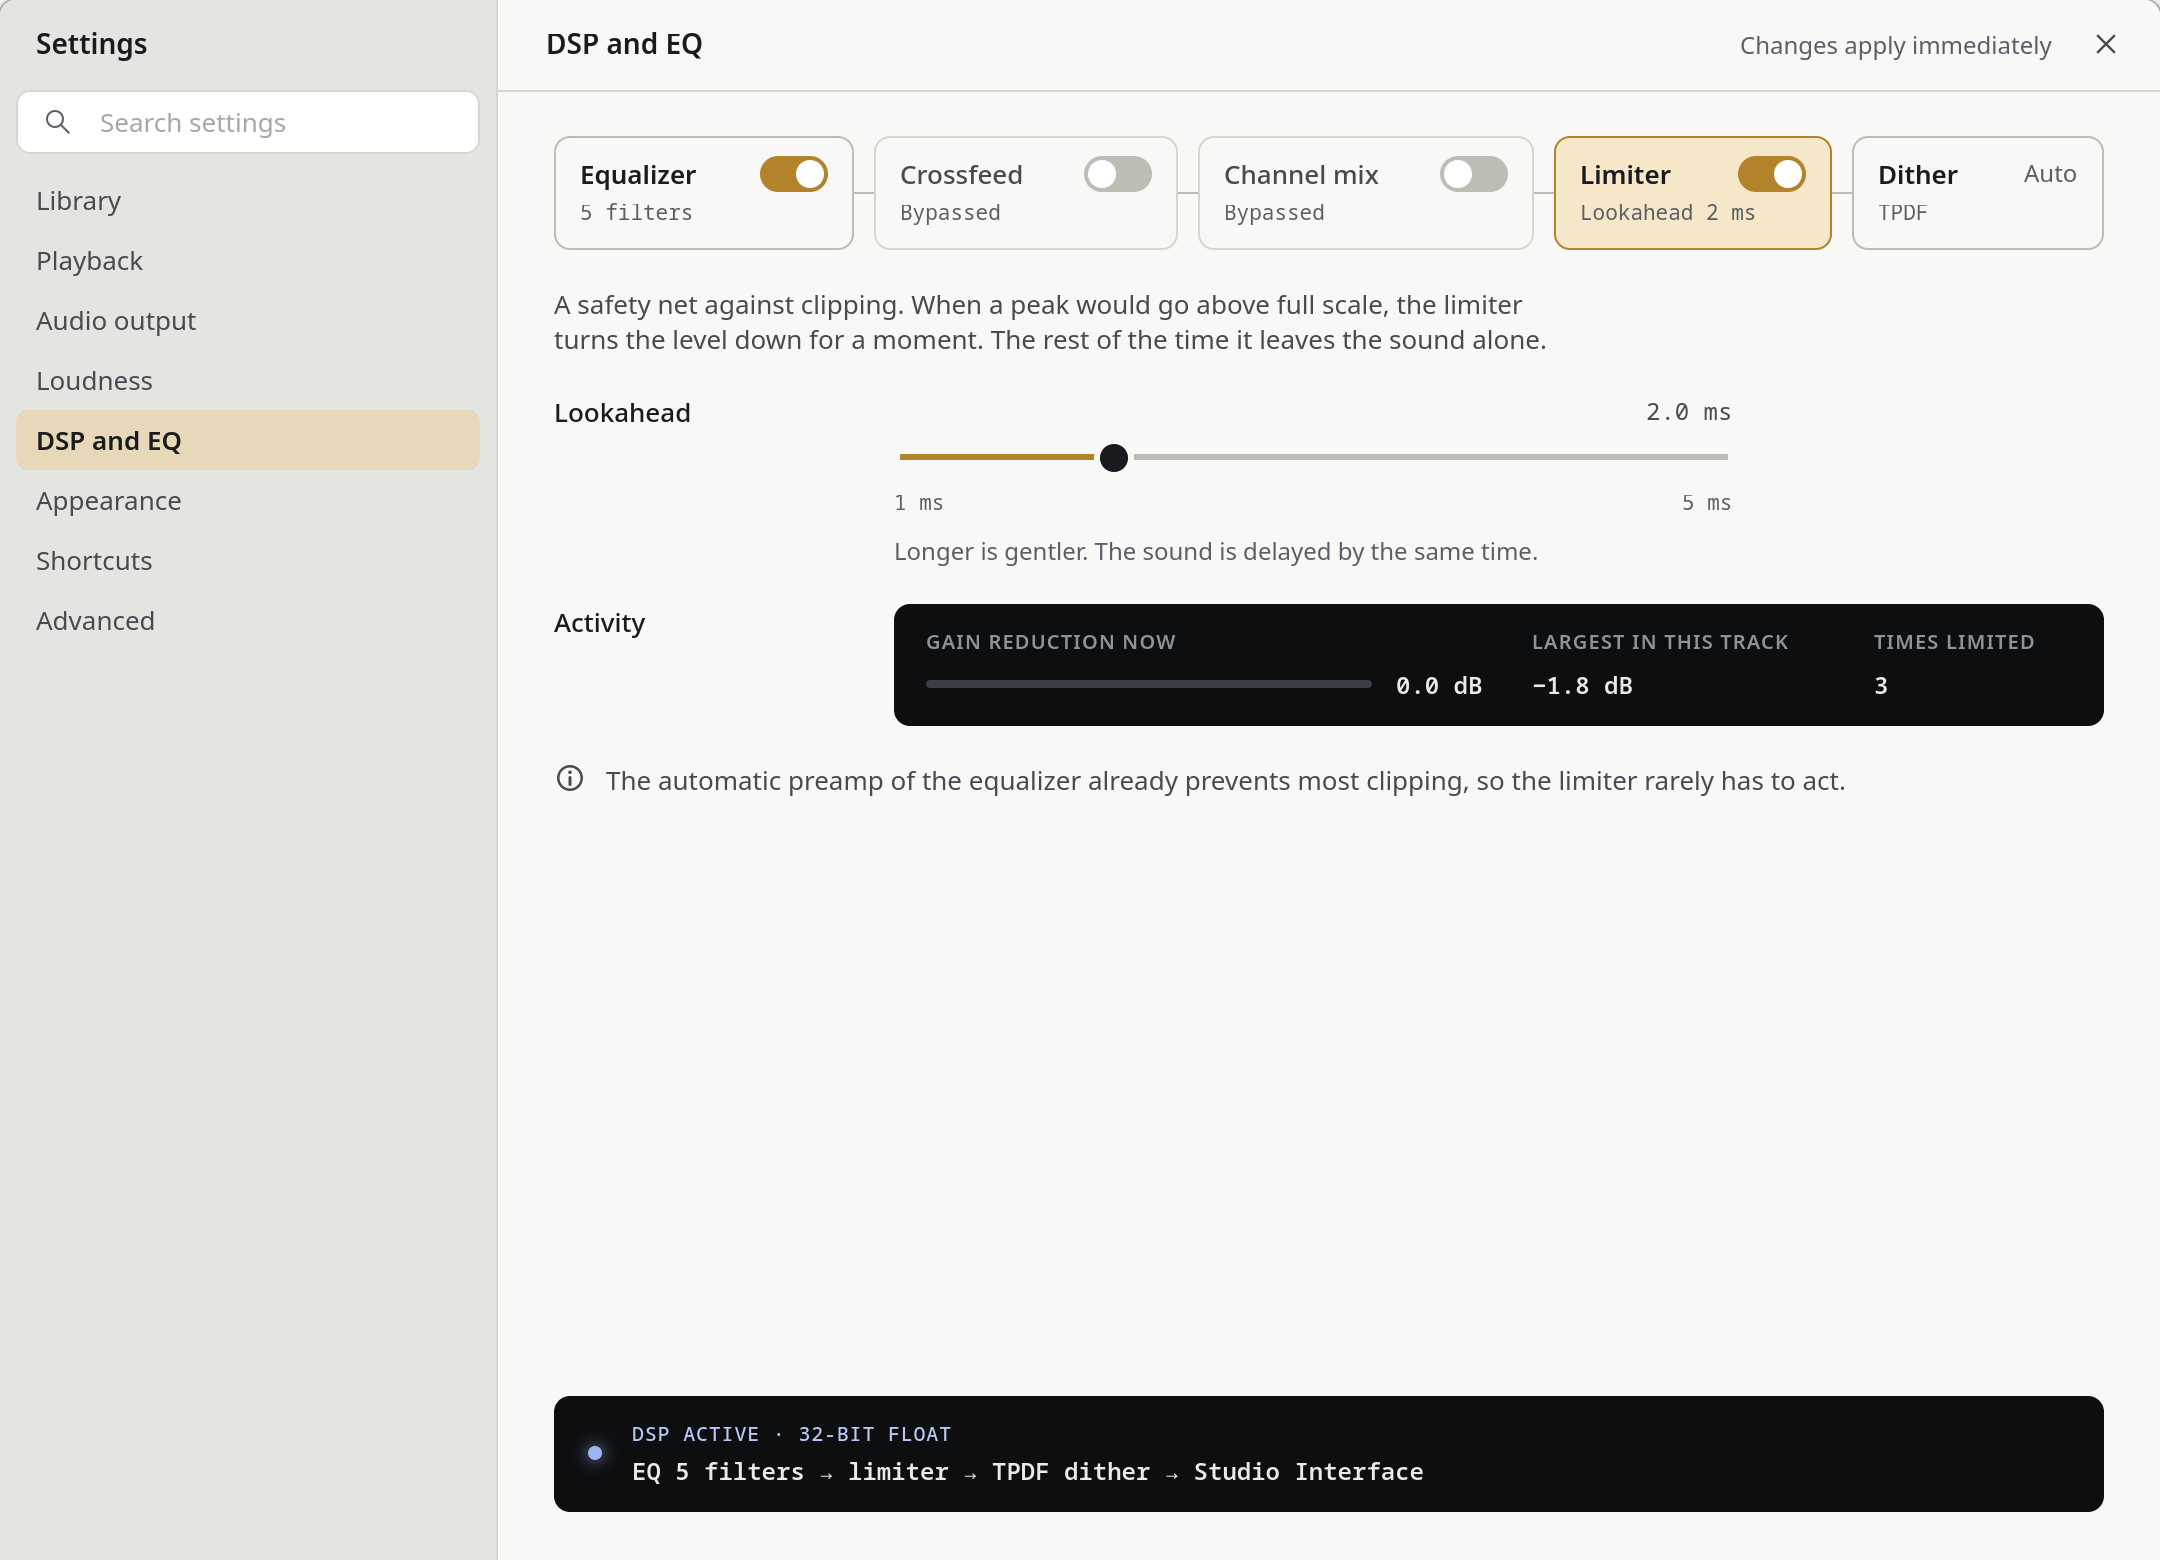 Settings
Search settings
Library
Playback
Audio output
Loudness
DSP and EQ
Appearance
Shortcuts
Advanced
DSP and EQ
Changes apply immediately
Equalizer
5 filters
Crossfeed
Bypassed
Channel mix
Bypassed
Limiter
Lookahead 2 ms
Dither
Auto
TPDF
A safety net against clipping. When a peak would go above full scale, the limiter
turns the level down for a moment. The rest of the time it leaves the sound alone.
Lookahead
2.0 ms
1 ms
5 ms
Longer is gentler. The sound is delayed by the same time.
Activity
GAIN REDUCTION NOW
0.0 dB
LARGEST IN THIS TRACK
−1.8 dB
TIMES LIMITED
3
The automatic preamp of the equalizer already prevents most clipping, so the limiter rarely has to act.
DSP ACTIVE · 32-BIT FLOAT
EQ 5 filters → limiter → TPDF dither → Studio Interface